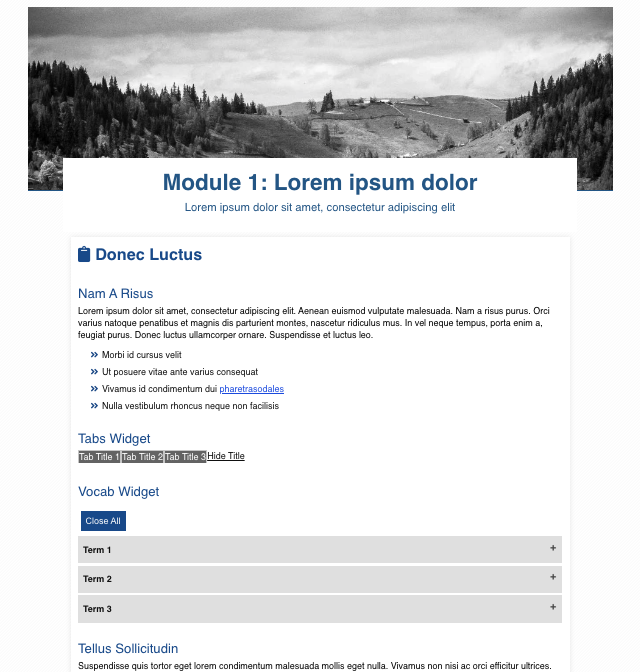 Module 1: Lorem ipsum dolor
Lorem ipsum dolor sit amet, consectetur adipiscing elit
Donec Luctus
Nam A Risus
Lorem ipsum dolor sit amet, consectetur adipiscing elit. Aenean euismod vulputate malesuada. Nam a risus purus. Orci
varius natoque penatibus et magnis dis parturient montes, nascetur ridiculus mus. In vel neque tempus, porta enim a,
feugiat purus. Donec luctus ullamcorper ornare. Suspendisse et luctus leo.
Morbi id cursus velit
Ut posuere vitae ante varius consequat
Vivamus id condimentum dui pharetrasodales
Nulla vestibulum rhoncus neque non facilisis
Tabs Widget
Tab Title 1 Tab Title 2 Tab Title 3 Hide Title
Vocab Widget
Close All
Term 1 +
Term 2 +
Term 3 +
Tellus Sollicitudin
Suspendisse quis tortor eget lorem condimentum malesuada mollis eget nulla. Vivamus non nisi ac orci efficitur ultrices.